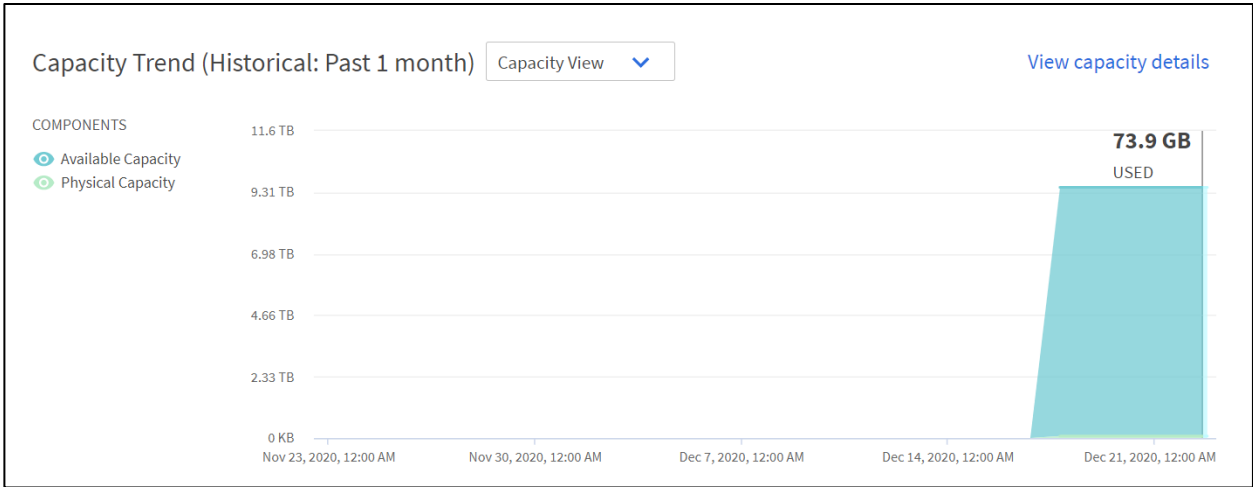 Capacity Trend (Historical: Past 1 month)
Capacity View
View capacity details
COMPONENTS
Available Capacity
Physical Capacity
11.6 TB
9.31 TB
6.98 TB
4.66 TB
2.33 TB
0 KB
73.9 GB
USED
Nov 23, 2020, 12:00 AM
Nov 30, 2020, 12:00 AM
Dec 7, 2020, 12:00 AM
Dec 14, 2020, 12:00 AM
Dec 21, 2020, 12:00 AM